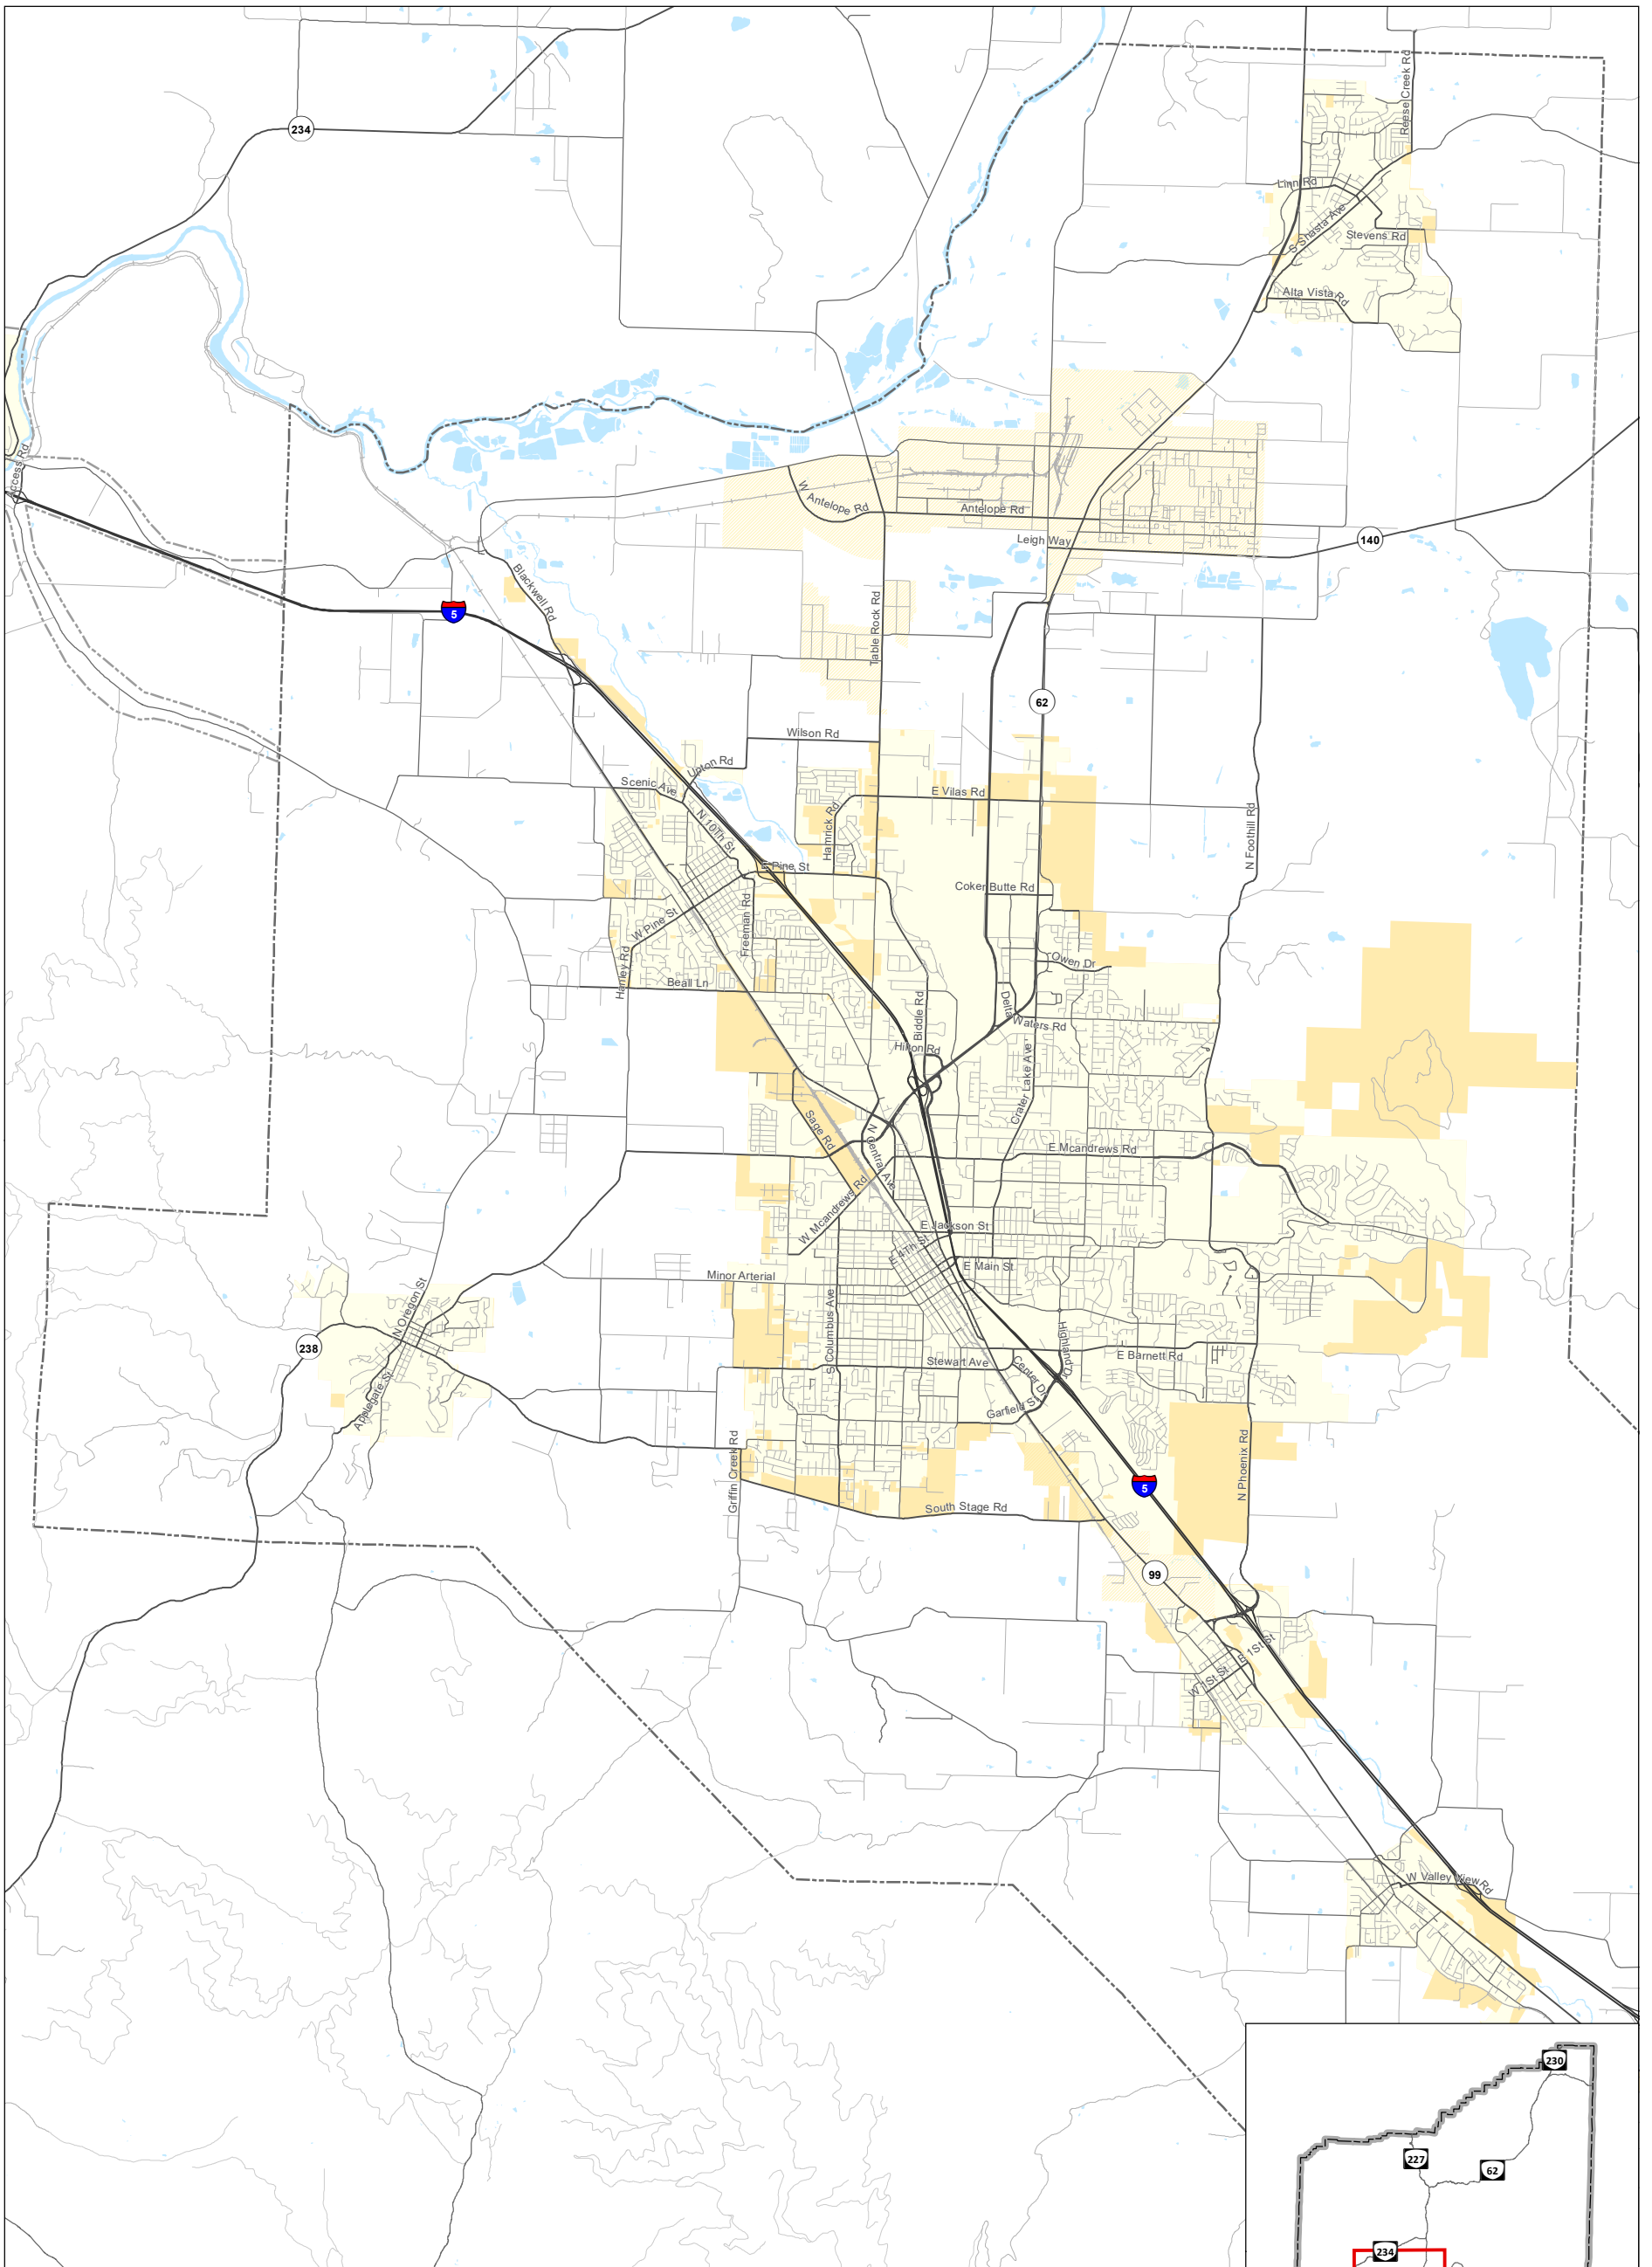 Reese Creek Rd
234
Linn Rd
S Shasta Ave
Stevens Rd
Alta Vista Rd
ccess Rd
W Antelope Rd
Antelope Rd
Leigh Way
140
Blackwell Rd
5
Table Rock Rd
62
Wilson Rd
Upton Rd
Scenic Ave
E Vilas Rd
N 10Th St
Hamrick Rd
N Foothill Rd
E Pine St
Coker Butte Rd
W Pine St
Freeman Rd
Hanley Rd
Owen Dr
Beall Ln
Delta
Waters Rd
Biddle Rd
Hilton Rd
Crater Lake Ave
Sage Rd
N Central Ave
E Mcandrews Rd
W Mcandrews Rd
E Jackson St
E 4Th St
E Main St
Minor Arterial
N Oregon St
238
S Columbus Ave
Highland Dr
E Barnett Rd
Stewart Ave
Center Dr
Applegate St
Garfield St
Griffin Creek Rd
N Phoenix Rd
5
South Stage Rd
99
E 1St St
W 1St St
W Valley View Rd
230
227
62
234